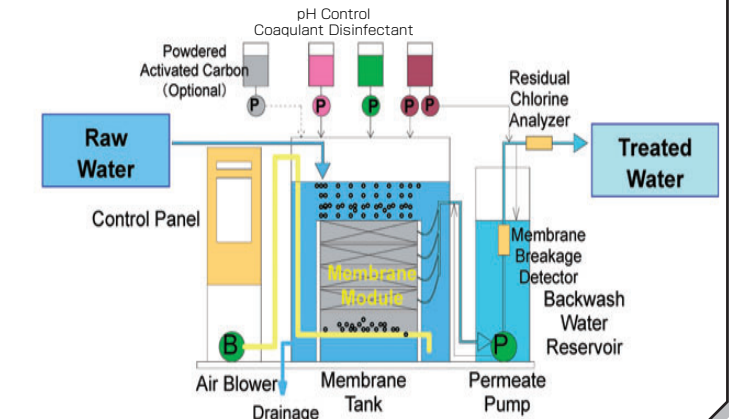 pH Control
Coaqulant Disinfectant
Powdered
Activated Carbon
(Optional)
P
P
P
P
P
Residual
Chlorine
Analyzer
Raw
Water
Treated
Water
Control Panel
Membrane
Module
Membrane
Breakage
Detector
Backwash
Water
Reservoir
B
P
Air Blower
Membrane
Tank
Permeate
Pump
Drainage